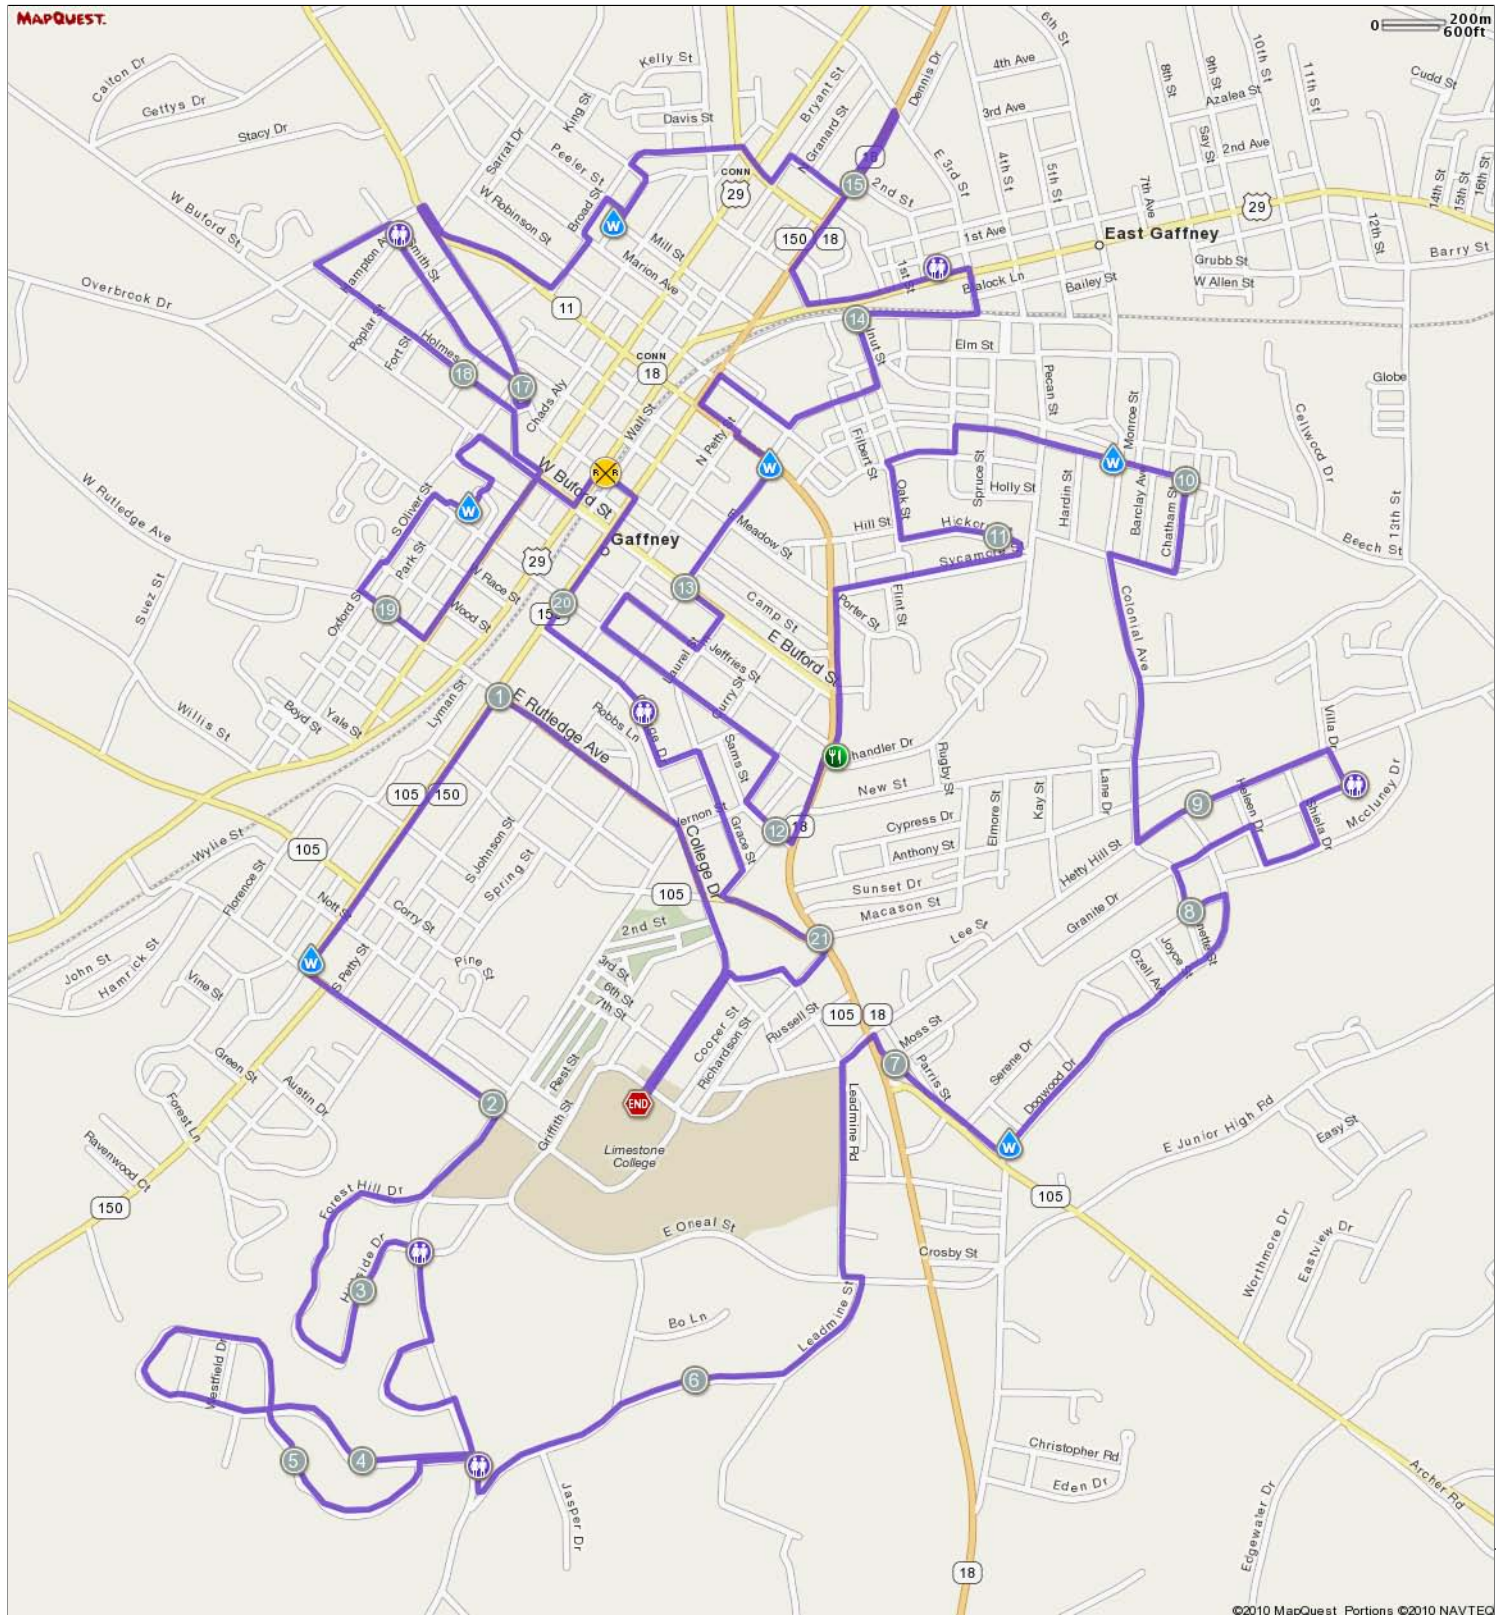 MAPQUEST.
0 200m
600ft
6th St
Kelly St
4th Ave
Dennis Dr
Bryant St
8th St
9th St
10th St
11th St
Cudd St
Calton Dr
Gettys Dr
Stacy Dr
King St
Davis St
N Granard St
3rd Ave
Azalea St
Say St
2nd Ave
Sarrat Dr
Peeler St
CONN
29
18
15
2nd St
E 3rd St
4th St
5th St
7th Ave
14th St
15th St
16th St
W Robinson St
Broad St
W
29
12th St
W Buford St
Smith St
Mill St
Marion Ave
150
18
1st Ave
East Gaffney
Grubb St
Barry St
W Allen St
1st St
Bailey St
Overbrook Dr
11
14
Elm St
Poplar St
Fort St
Holmes
18
17
CONN
18
Chads Aly
Wall St
Pecan St
Monroe St
Globe
Cellwood Dr
N Petty St
Filbert St
W
W
10
W Buford St
R R
Spruce St
Holly St
Oak St
Hardin St
Barclay Ave
Chatham St
13th St
W Rutledge Ave
S Oliver St
W
Hill St
11
E Meadow St
Gaffney
Beech St
Park St
29
Suez St
W Race St
Wood St
Oxford St
19
20
13
Camp St
Porter St
Flint St
Colonial Ave
E Buford St
Jeffries St
Curry St
Willis St
Boyd St
Yale St
Lyman St
1
E Rutledge Ave
Robbs Ln
Sams St
Villa Dr
Rugby St
New St
Lane Dr
105
150
12
18
Cypress Dr
Elmore St
Kay St
9
Heleen Dr
Shiela Dr
Mccluney Dr
Wylie St
105
S Johnson St
Spring St
Grace St
College Dr
Anthony St
Hetty Hill St
Florence St
Nott St
Corry St
105
Sunset Dr
Macason St
Granite Dr
2nd St
21
Lee St
8
Joyce St
Ozell Ave
John St
Hamrick St
W
S Petty St
Pine St
3rd St
6th St
7th St
Vine St
Cooper St
Richardson St
Russell St
105
18
Moss St
Serene Dr
Green St
Austin Dr
Rest St
7
Parris St
Dogwood Dr
Forest Ln
2
Griffith St
END
Leadmine Rd
W
E Junior High Rd
Easy St
Ravenwood Ct
Limestone
College
150
Forest Hill Dr
105
E Oneal St
Worthmore Dr
Eastview Dr
Crosby St
3
Bo Ln
Leadmine St
Westfield Dr
6
5
4
Christopher Rd
Eden Dr
Archer Rd
Jasper Dr
Edgewater Dr
18
©2010 MapQuest Portions ©2010 NAVTEQ